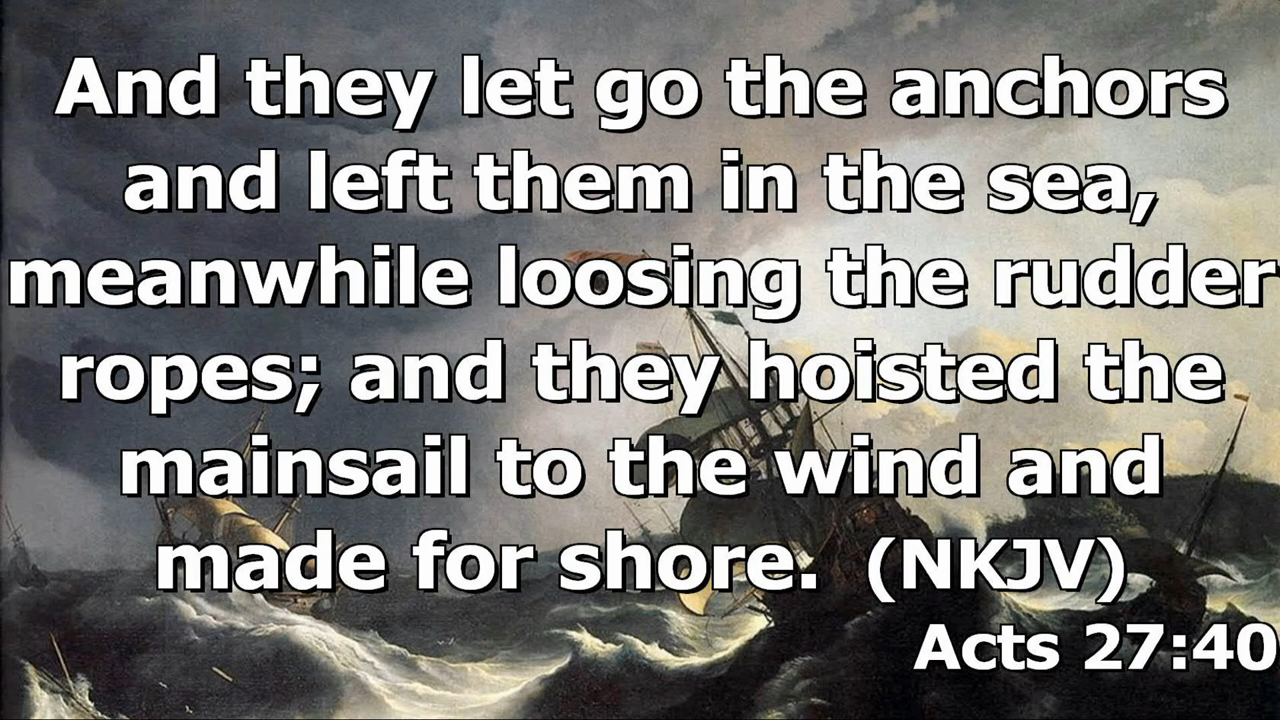 And they let go the anchors
and left them in the sea,
meanwhile loosing the rudder
ropes; and they hoisted the
mainsail to the wind and
made for shore. (NKJV)
Acts 27:40